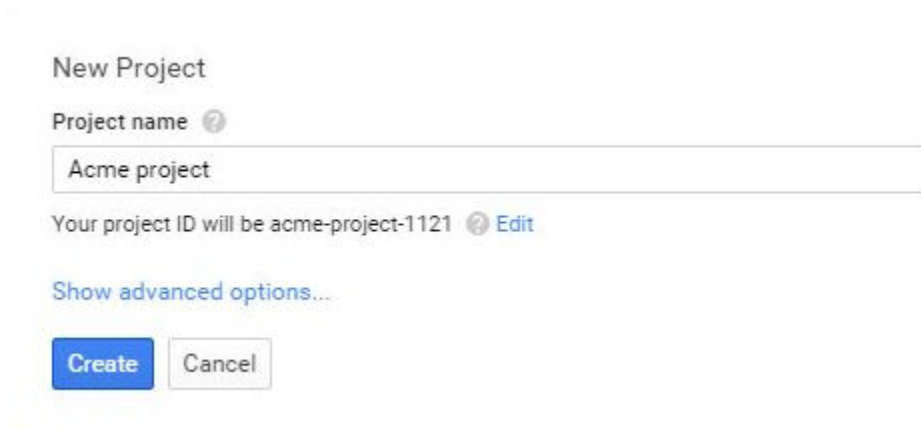 New Project
Project name
Acme project
Your project ID will be acme-project-1121 Edit
Show advanced options...
Create Cancel